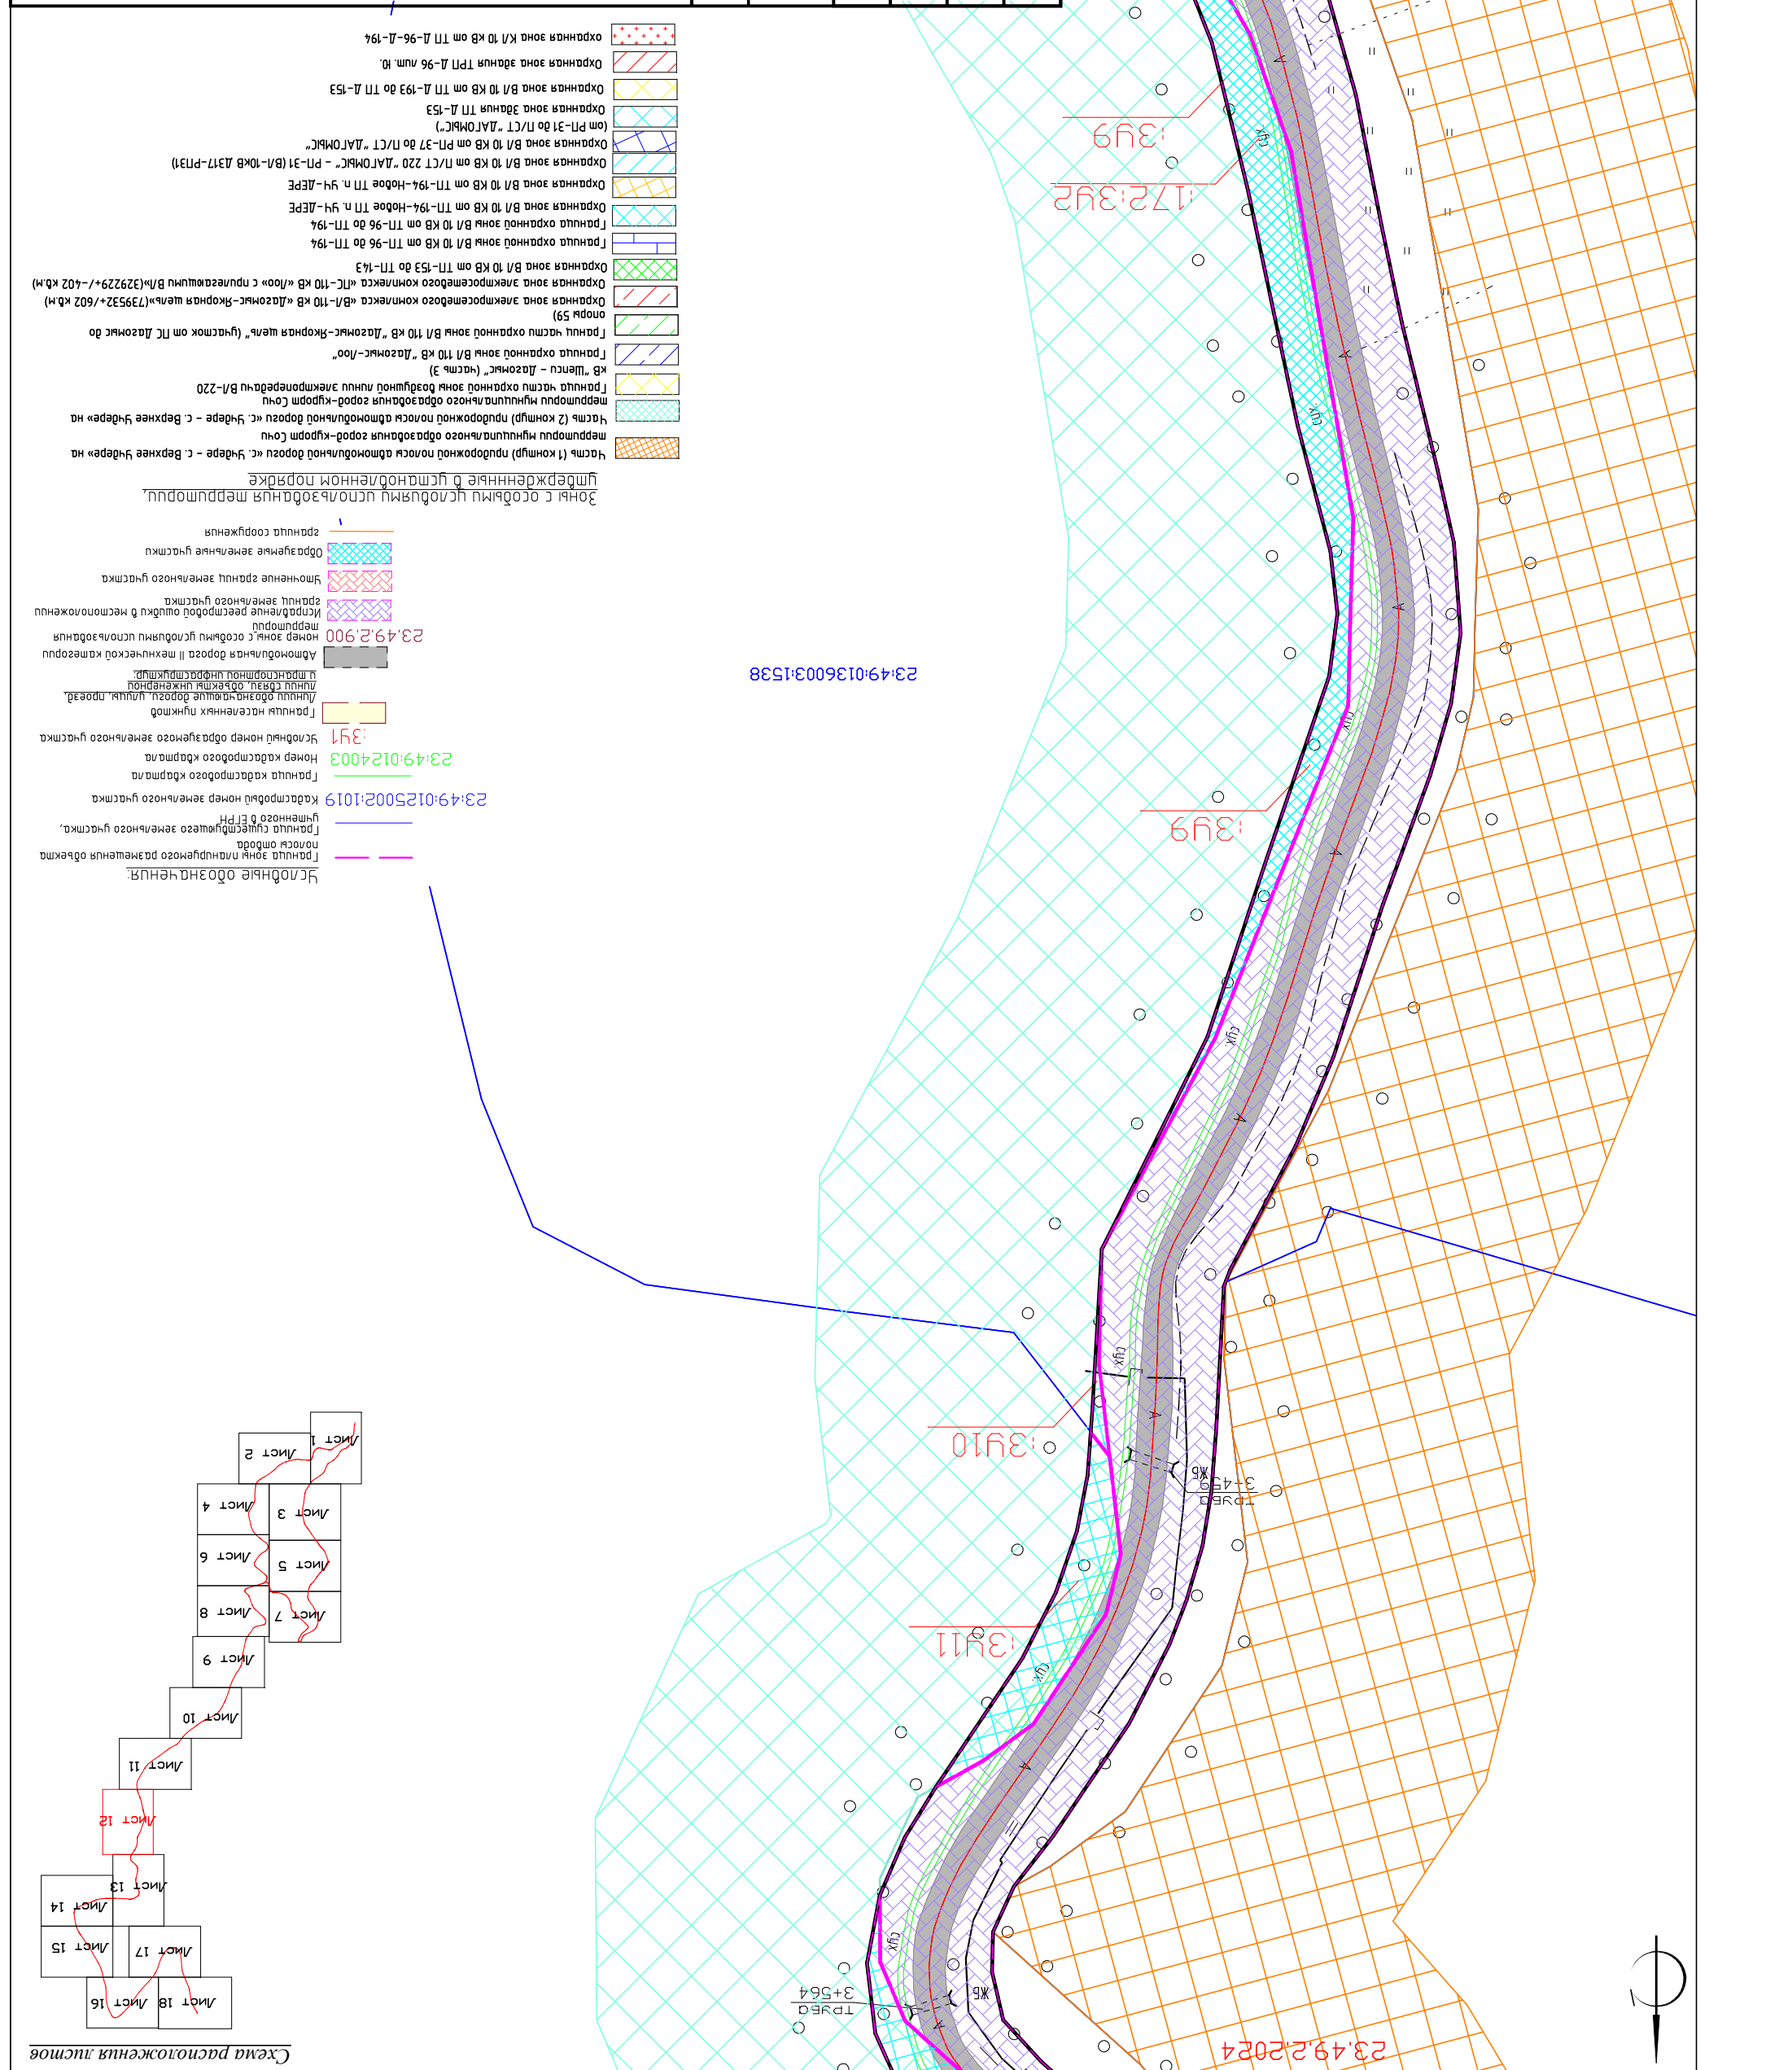 Схема расположения листов
Лист 18
Лист 16
Лист 17
Лист 15
Лист 14
Лист 13
Лист 12
Лист 11
Лист 10
Лист 9
Лист 7
Лист 8
Лист 5
Лист 6
Лист 3
Лист 4
Лист 1
Лист 2
23.49.2.2024
ТРУБА
3+564
ЖБ
А
сух
:ЗУ11
сух.
А
ТРУБА
3-459
ЖБ
:ЗУ10
А
сух.
А
сух.
:ЗУ9
А
сух.
23:49:0136003:1538
А
сух.
А
:172:ЗУ2
:ЗУ9
сух
А
Условные обозначения:
Граница зоны планируемого размещения объекта
полосы отвода
Граница существующего земельного участка,
учтенного в ЕГРН
23:49:0125002:1019 Кадастровый номер земельного участка
Граница кадастрового квартала
23:49:0124003 Номер кадастрового квартала
:ЗУ1 Условный номер образуемого земельного участка
Границы населенных пунктов
Линии обозначающие дороги, улицы, проезд,
линии связи, объекты инженерной
и транспортной инфраструктур:
Автомобильная дорога II технической категории
23.49.2.900 номер зоны с особыми условиями использования
территории
Исправление реестровой ошибки в местоположении
границ земельного участка
Уточнение границ земельного участка
Образуемые земельные участки
граница сооружения
Зоны с особыми условиями использования территории,
утвержденные в установленном порядке
Часть (1 контур) придорожной полосы автомобильной дороги «с. Учдере – с. Верхнее Учдере» на
территории муниципального образования город-курорт Сочи
Часть (2 контур) придорожной полосы автомобильной дороги «с. Учдере – с. Верхнее Учдере» на
территории муниципального образования город-курорт Сочи
Граница части охранной зоны воздушной линии электропередачи ВЛ-220
кВ "Шепси – Дагомыс" (часть 3)
Граница охранной зоны ВЛ 110 кВ "Дагомыс-Лоо"
Границ части охранной зоны ВЛ 110 кВ "Дагомыс-Якорная щель" (участок от ПС Дагомыс до
опоры 59)
Охранная зона электросетевого комплекса «ВЛ-110 кВ «Дагомыс-Якорная щель»(739532+/602 кв.м)
Охранная зона электросетевого комплекса «ПС-110 кВ «Лоо» с прилегающими ВЛ»(329229+/-402 кв.м)
Охранная зона ВЛ 10 КВ от ТП-153 до ТП-143
Граница охранной зоны ВЛ 10 КВ от ТП-96 до ТП-194
Граница охранной зоны ВЛ 10 КВ от ТП-96 до ТП-194
Охранная зона ВЛ 10 КВ от ТП-194-Новое ТП п. УЧ-ДЕРЕ
Охранная зона ВЛ 10 КВ от ТП-194-Новое ТП п. УЧ-ДЕРЕ
Охранная зона ВЛ 10 КВ от П/СТ 220 "ДАГОМЫС" – РП-31 (ВЛ-10кВ Д317-РП31)
Охранная зона ВЛ 10 КВ от РП-37 до П/СТ "ДАГОМЫС"
(от РП-31 до П/СТ "ДАГОМЫС")
Охранная зона Здания ТП Д-153
Охранная зона ВЛ 10 КВ от ТП Д-193 до ТП Д-153
Охранная зона здания ТРП Д-96 лит. Ю.
охранная зона КЛ 10 кВ от ТП Д-96-Д-194